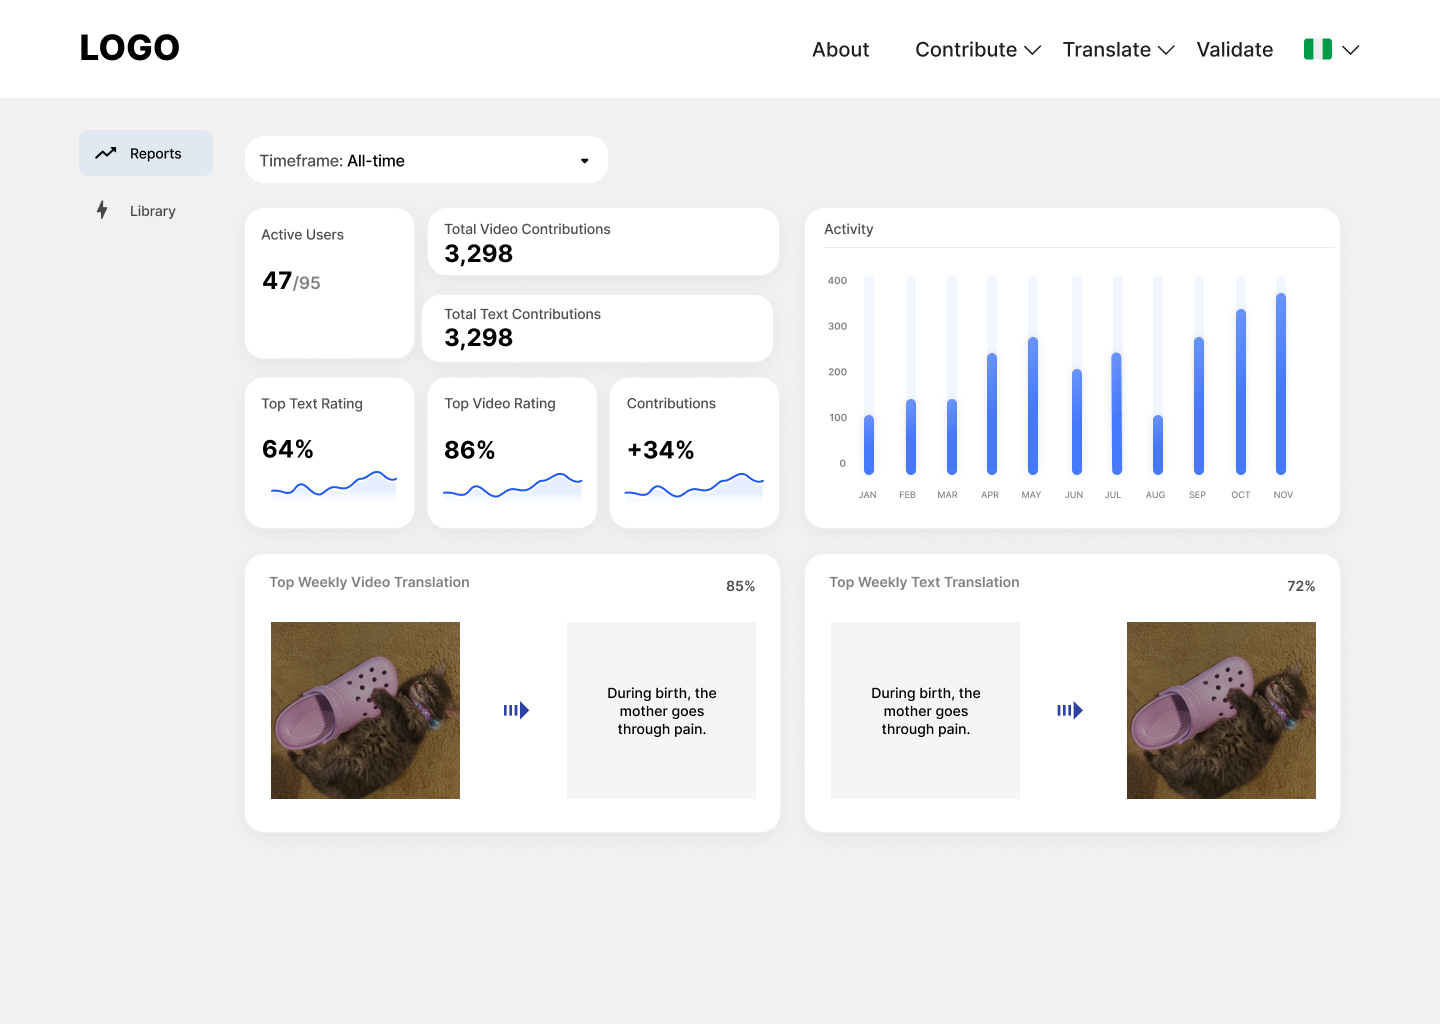 LOGO
About
Contribute
Translate
Validate
Reports
Library
Timeframe: All-time
Active Users
47/95
Total Video Contributions
3,298
Total Text Contributions
3,298
Top Text Rating
64%
Top Video Rating
86%
Contributions
+34%
Activity
400
300
200
100
0
JAN FEB MAR APR MAY JUN JUL AUG SEP OCT NOV
Top Weekly Video Translation
85%
During birth, the
mother goes
through pain.
Top Weekly Text Translation
72%
During birth, the
mother goes
through pain.